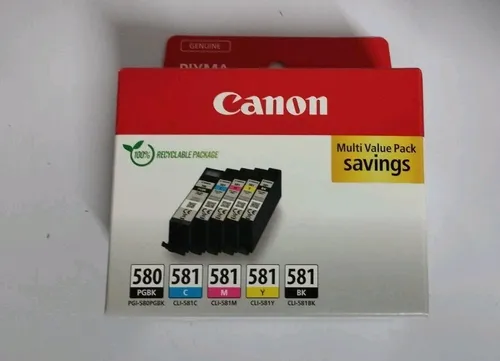 GENUINE
PIXMA
Canon
100%
RECYCLABLE PACKAGE
Multi Value Pack
savings
580 581 581 581 581
PGBK C M Y BK
PGI-580PGBK CLI-581C CLI-581M CLI-581Y CLI-581BK